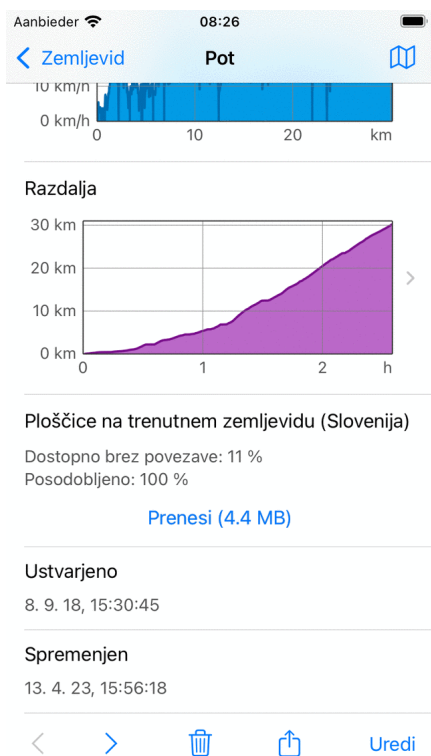 Aanbieder 08:26
Zemljevid Pot
10 km/h
0 km/h
0 10 20 km
Razdalja
30 km
20 km
10 km
0 km
0 1 2 h
Ploščice na trenutnem zemljevidu (Slovenija)
Dostopno brez povezave: 11 %
Posodobljeno: 100 %
Prenesi (4.4 MB)
Ustvarjeno
8. 9. 18, 15:30:45
Spremenjen
13. 4. 23, 15:56:18
Uredi